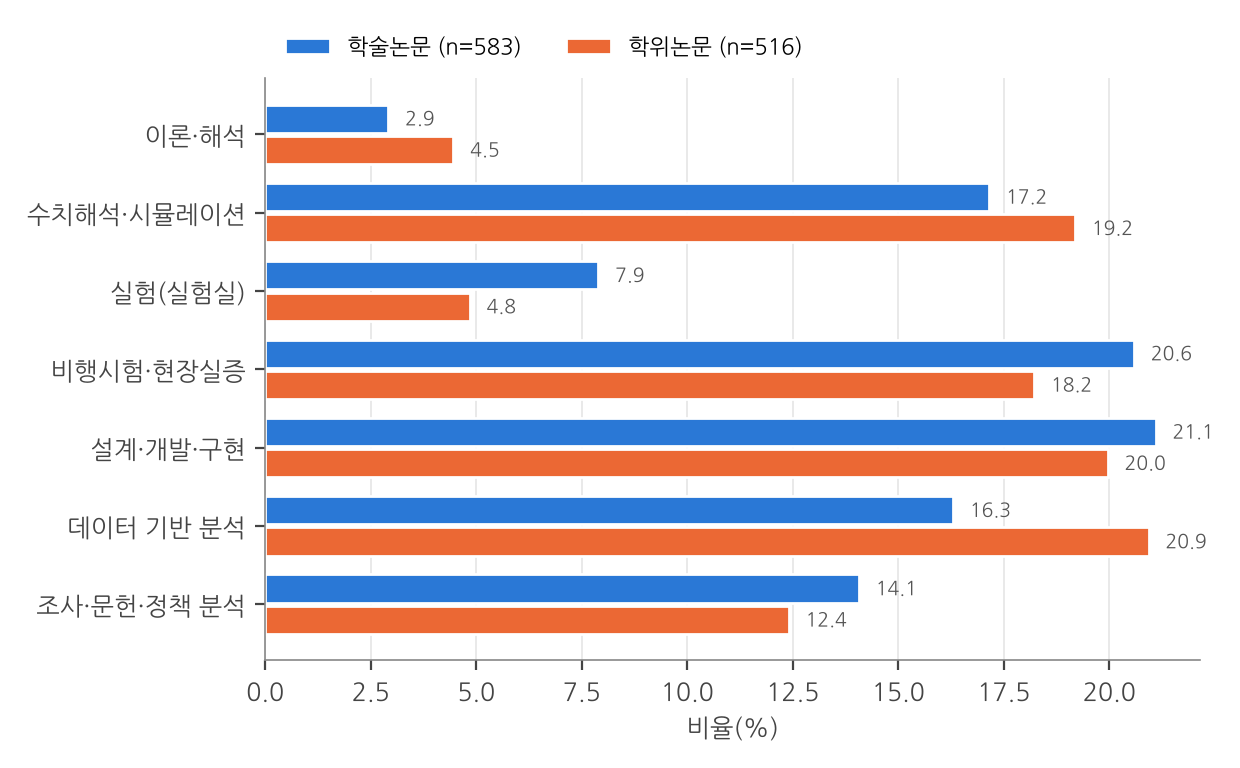 학술논문 (n=583) 학위논문 (n=516)
이론·해석 2.9 4.5
수치해석·시뮬레이션 17.2 19.2
실험(실험실) 7.9 4.8
비행시험·현장실증 20.6 18.2
설계·개발·구현 21.1 20.0
데이터 기반 분석 16.3 20.9
조사·문헌·정책 분석 14.1 12.4
0.0 2.5 5.0 7.5 10.0 12.5 15.0 17.5 20.0
비율(%)